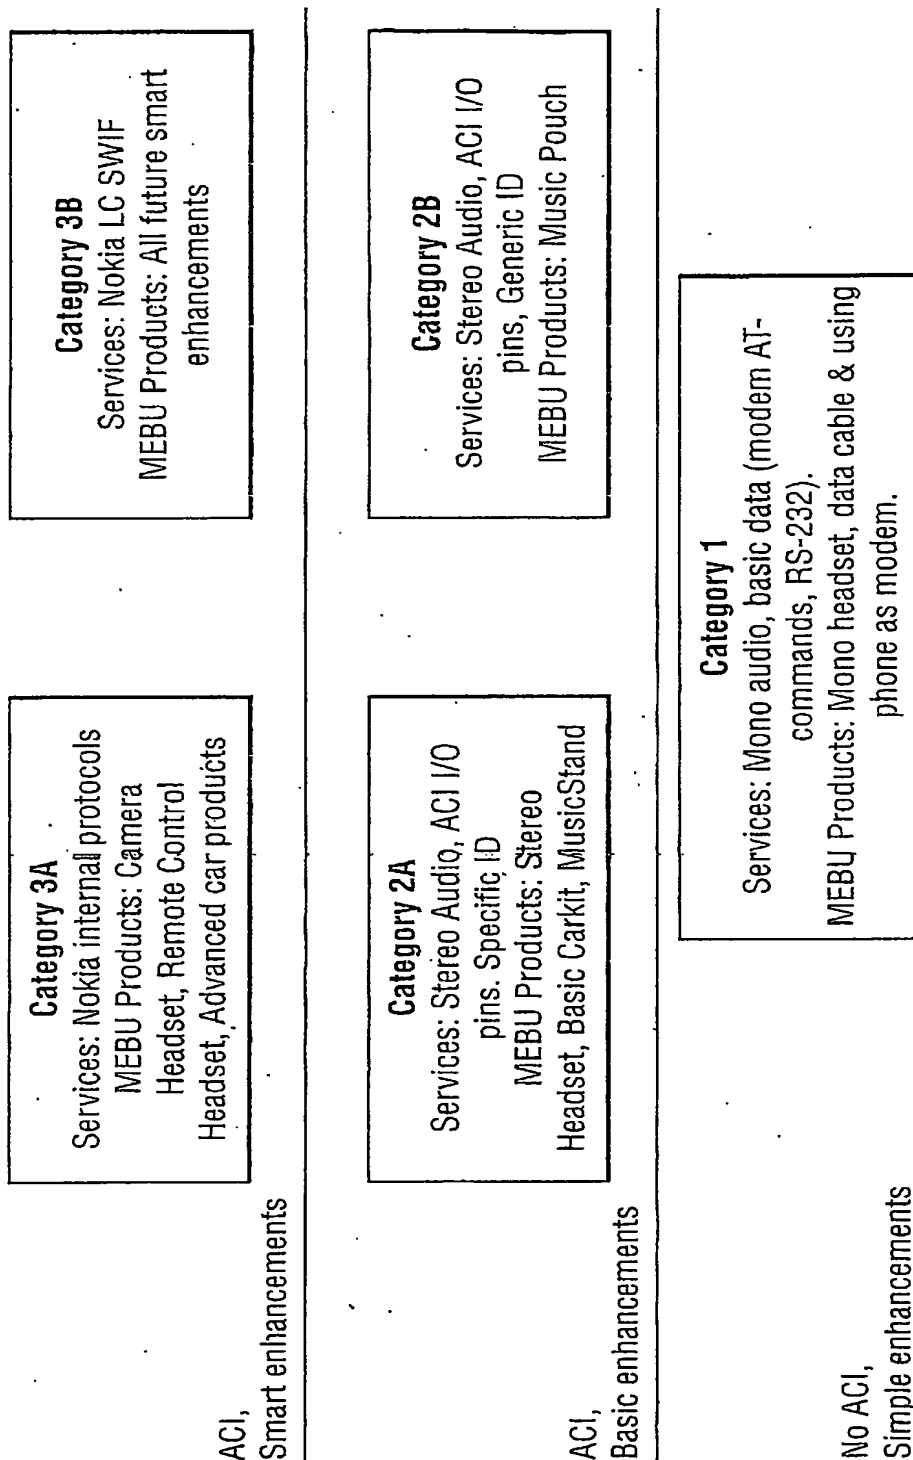 Category 3A
Services: Nokia internal protocols
MEBU Products: Camera
Headset, Remote Control
Headset, Advanced car products
Category 3B
Services: Nokia LC SWIF
MEBU Products: All future smart
enhancements
ACI,
Smart enhancements
Category 2A
Services: Stereo Audio, ACI I/O
pins. Specific ID
MEBU Products: Stereo
Headset, Basic Carkit, MusicStand
Category 2B
Services: Stereo Audio, ACI I/O
pins, Generic ID
MEBU Products: Music Pouch
ACI,
Basic enhancements
Category 1
Services: Mono audio, basic data (modem AT-
commands, RS-232).
MEBU Products: Mono headset, data cable & using
phone as modem.
No ACI,
Simple enhancements